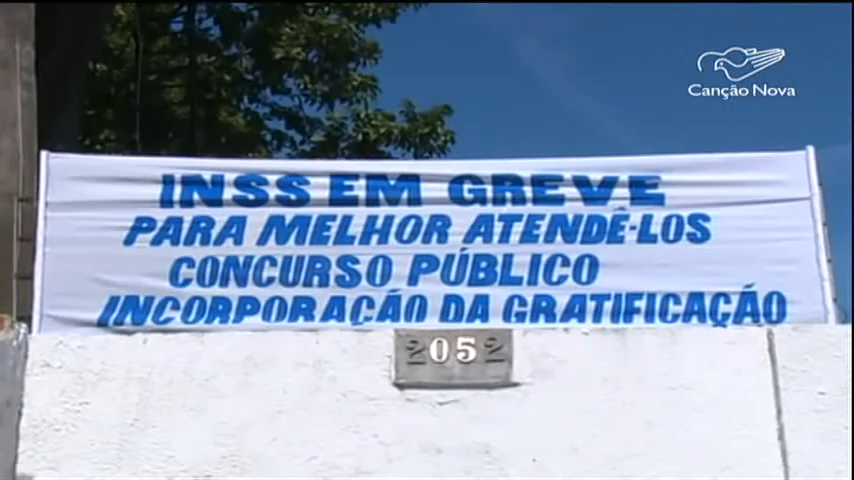 Canção Nova
INSS EM GREVE
PARA MELHOR ATENDÊ-LOS
CONCURSO PÚBLICO
INCORPORAÇÃO DA GRATIFICAÇÃO
2052